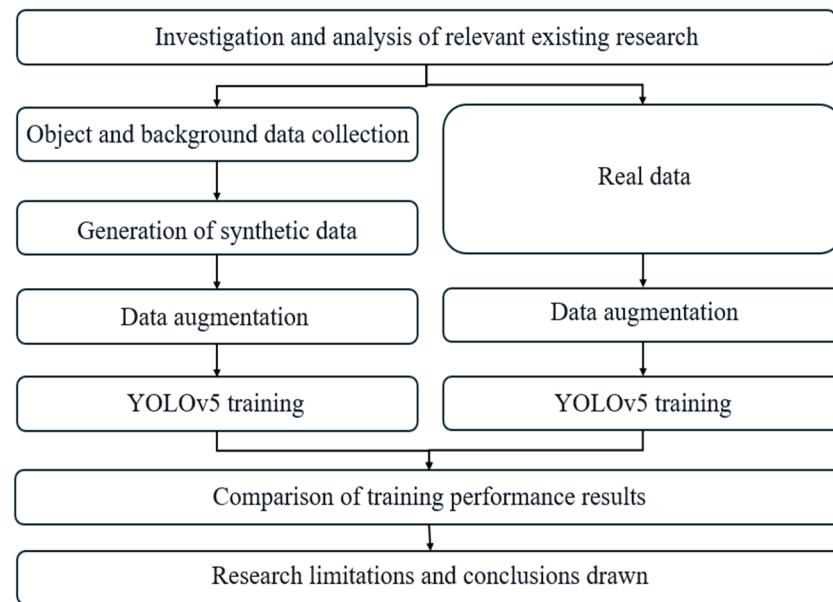 Investigation and analysis of relevant existing research
Object and background data collection
Real data
Generation of synthetic data
Data augmentation
Data augmentation
YOLOv5 training
YOLOv5 training
Comparison of training performance results
Research limitations and conclusions drawn